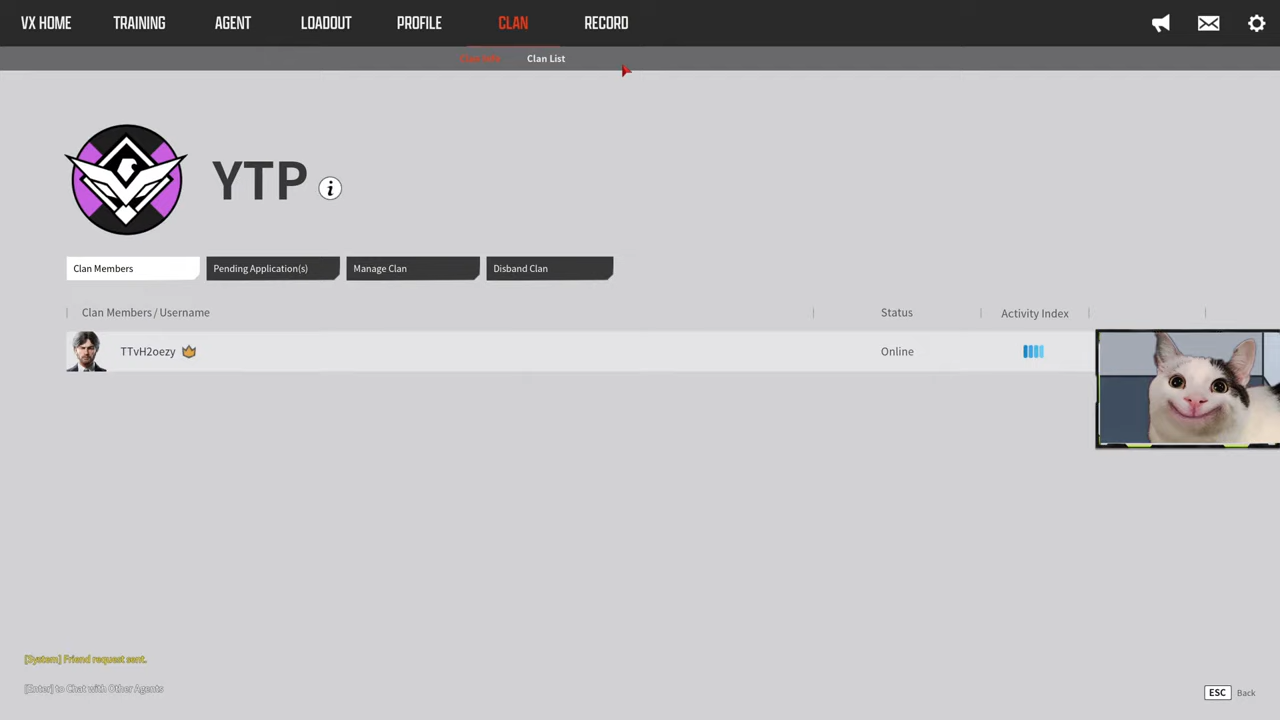 VX HOME TRAINING AGENT LOADOUT PROFILE CLAN RECORD
Clan Info Clan List
YTP
Clan Members Pending Application(s) Manage Clan Disband Clan
Clan Members / Username Status Activity Index
TTvH2oezy Online
[System] Friend request sent.
[Enter] to Chat with Other Agents
ESC Back